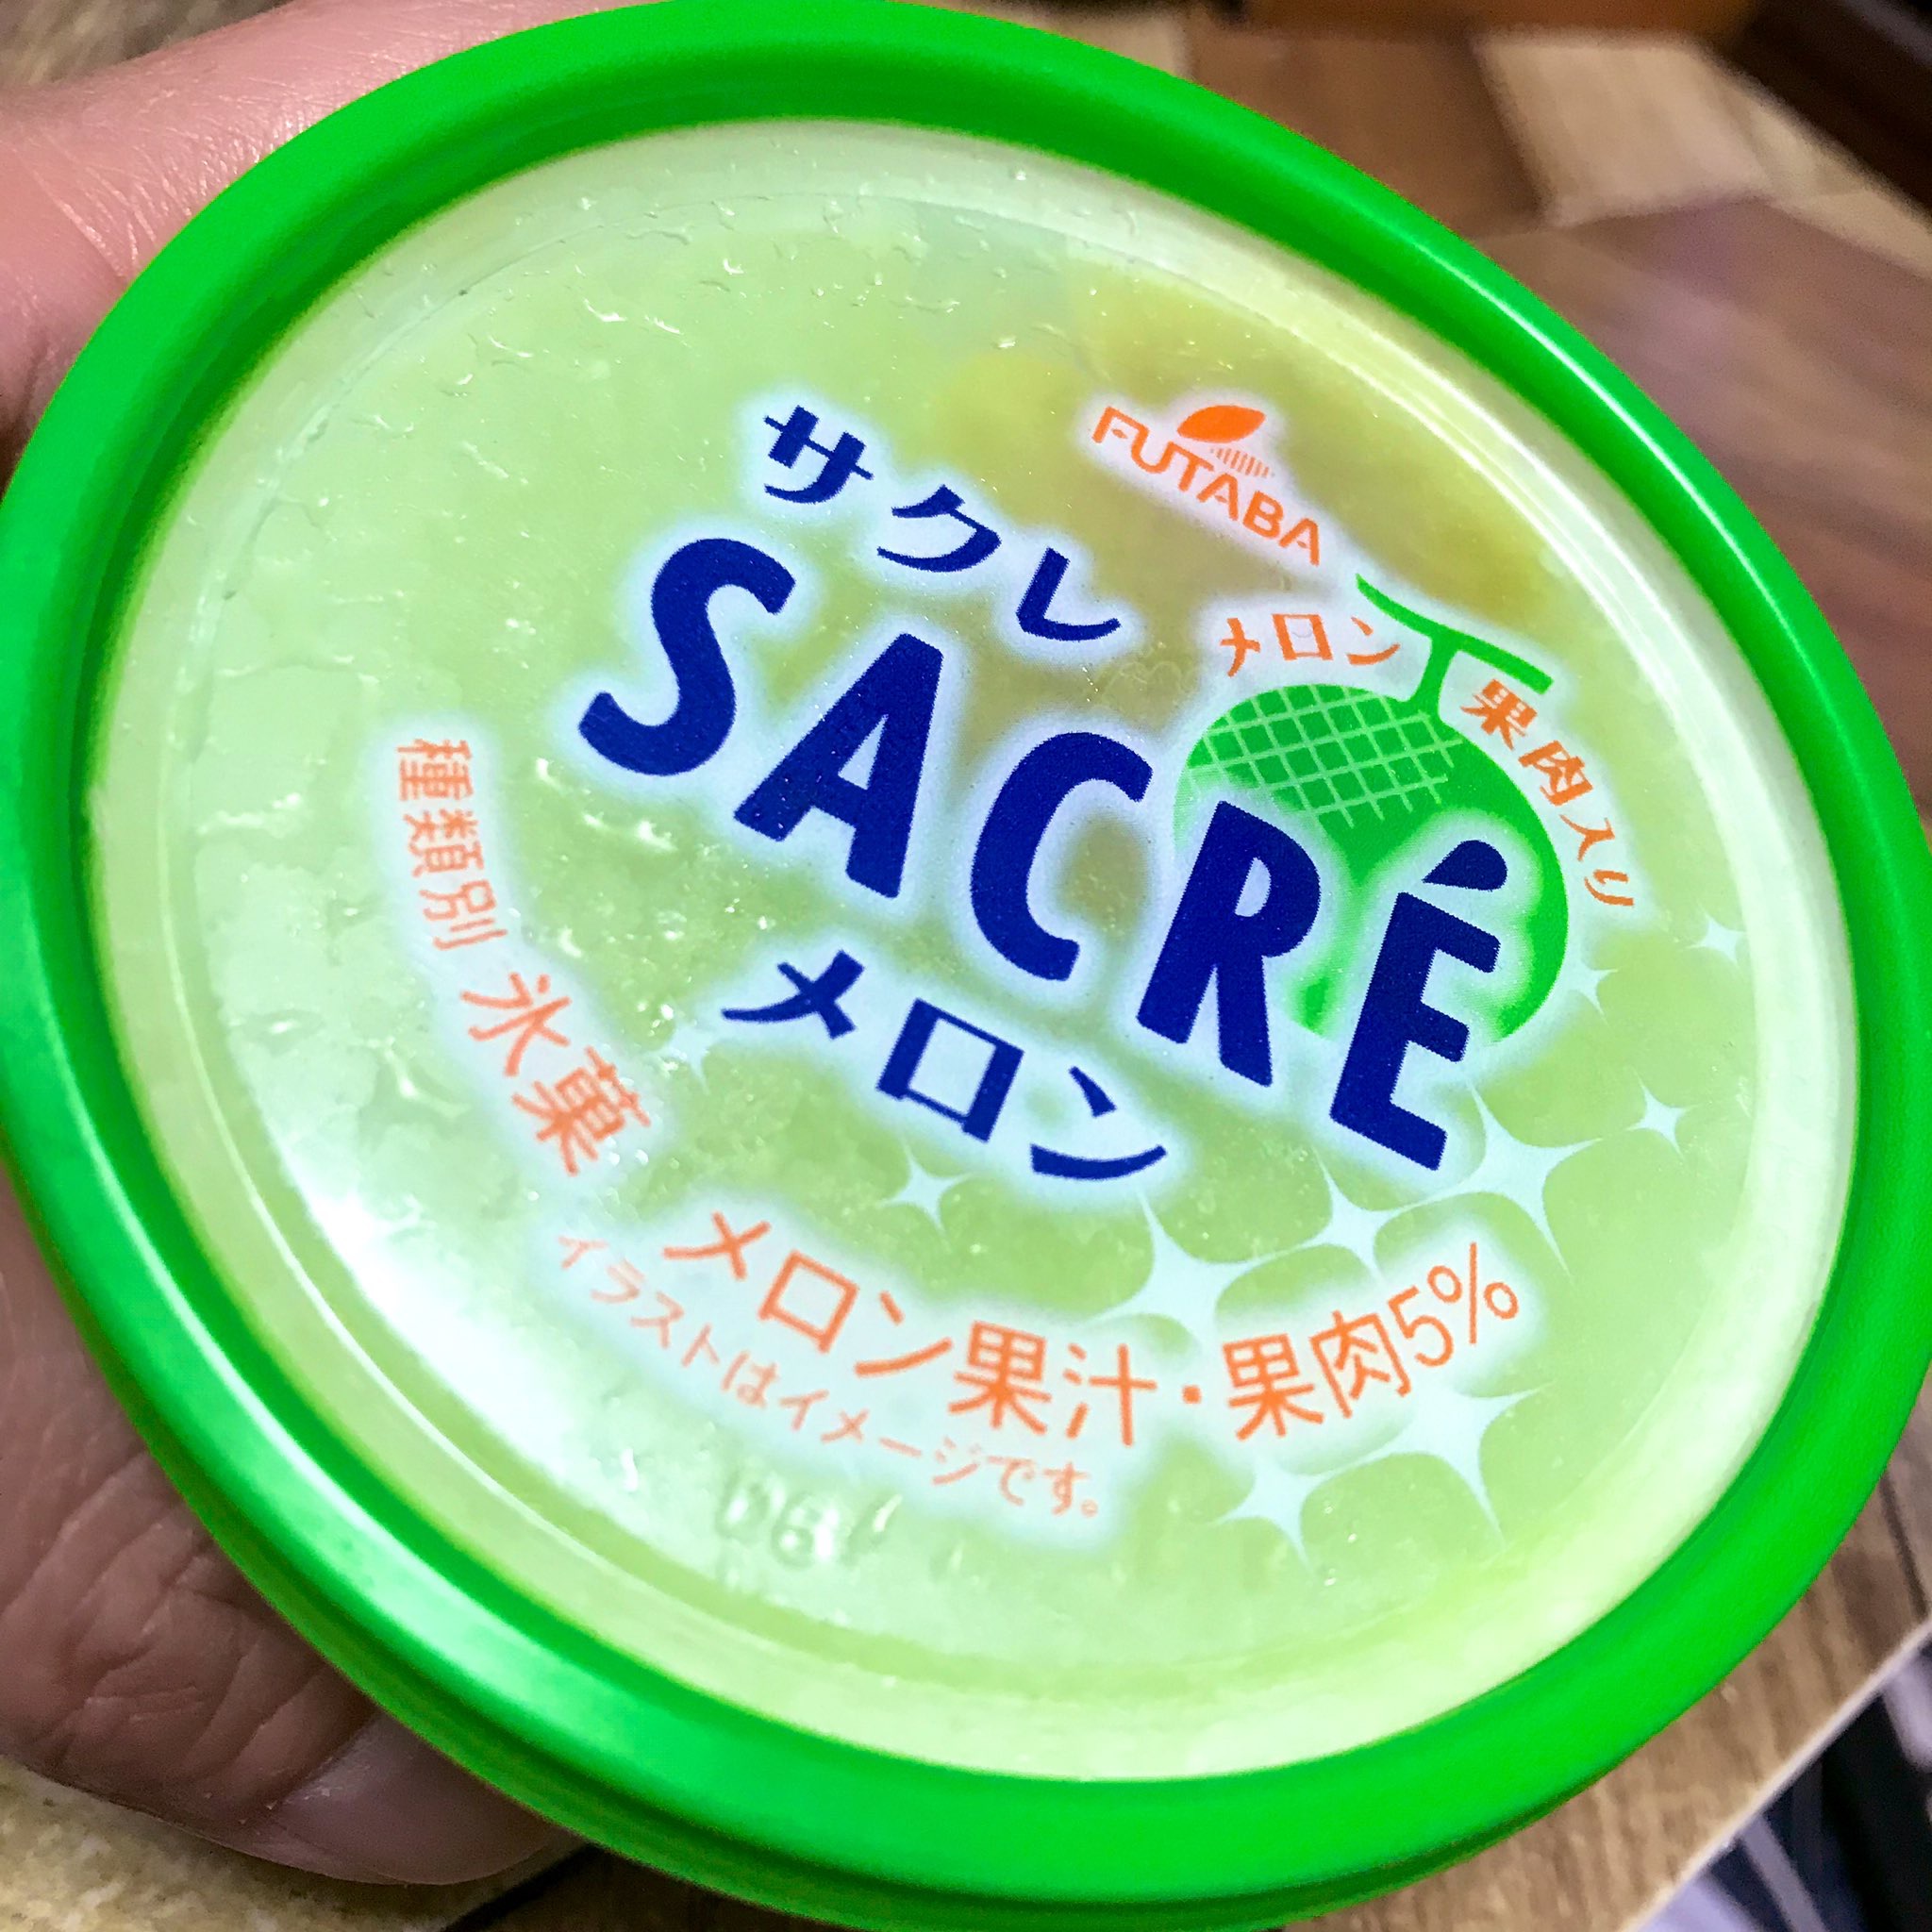 FUTABA
サクレ
SACRÉ
メロン
メロン果肉入り
種類別 氷菓
メロン果汁・果肉5%
イラストはイメージです。